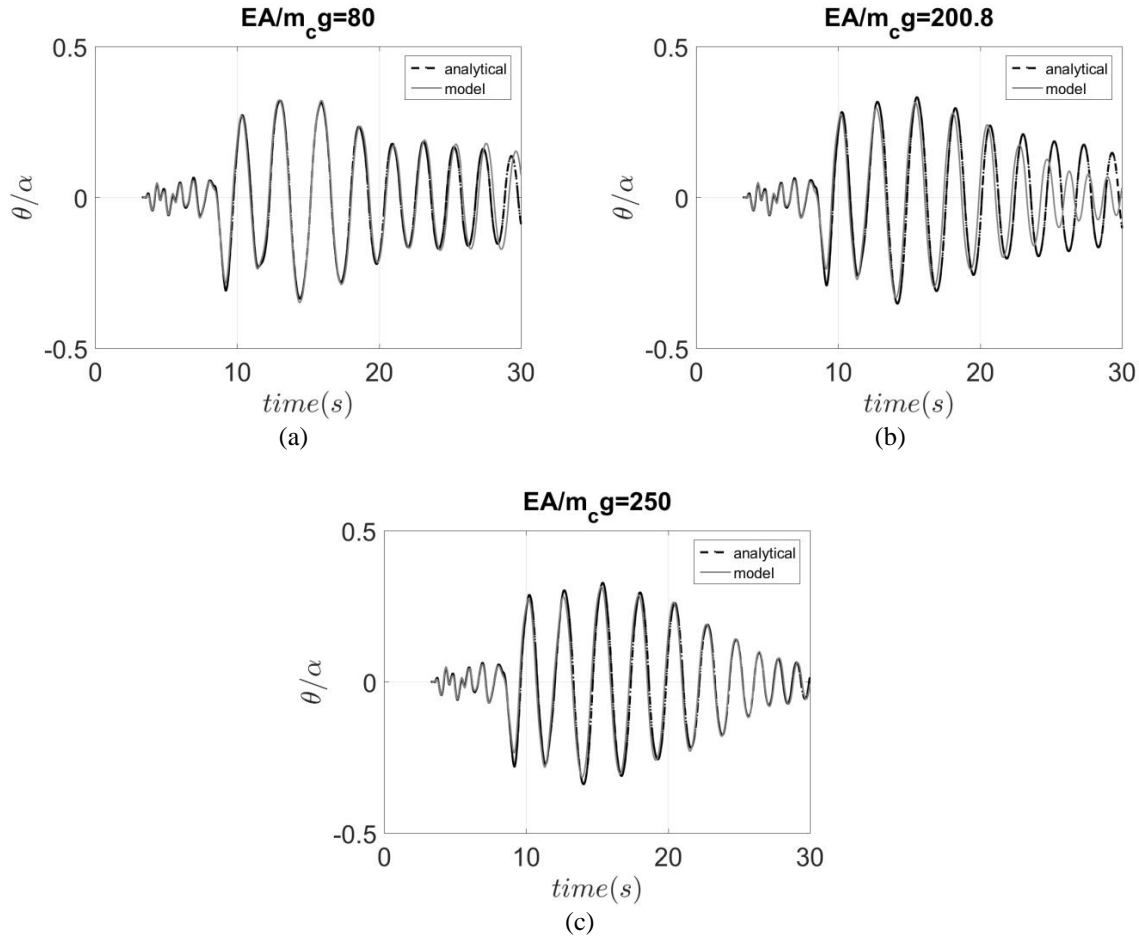 EA/m_cg=80
0.5
analytical
model
θ/α
0
-0.5
0 10 20 30
time(s)
(a)
EA/m_cg=200.8
0.5
analytical
model
θ/α
0
-0.5
0 10 20 30
time(s)
(b)
EA/m_cg=250
0.5
analytical
model
θ/α
0
-0.5
0 10 20 30
time(s)
(c)